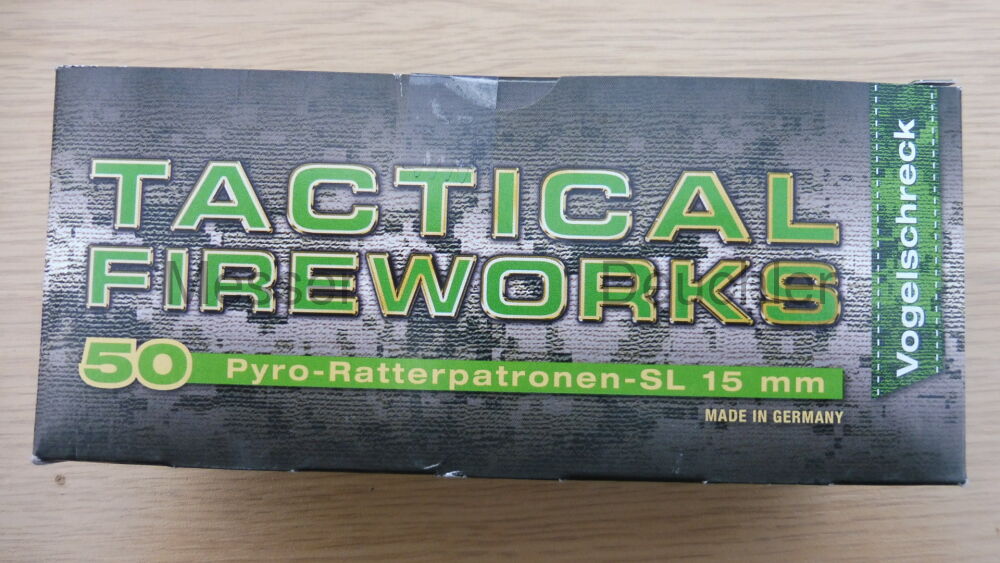 TACTICAL
FIREWORKS
50 Pyro-Ratterpatronen-SL 15 mm
MADE IN GERMANY
Vogelschreck